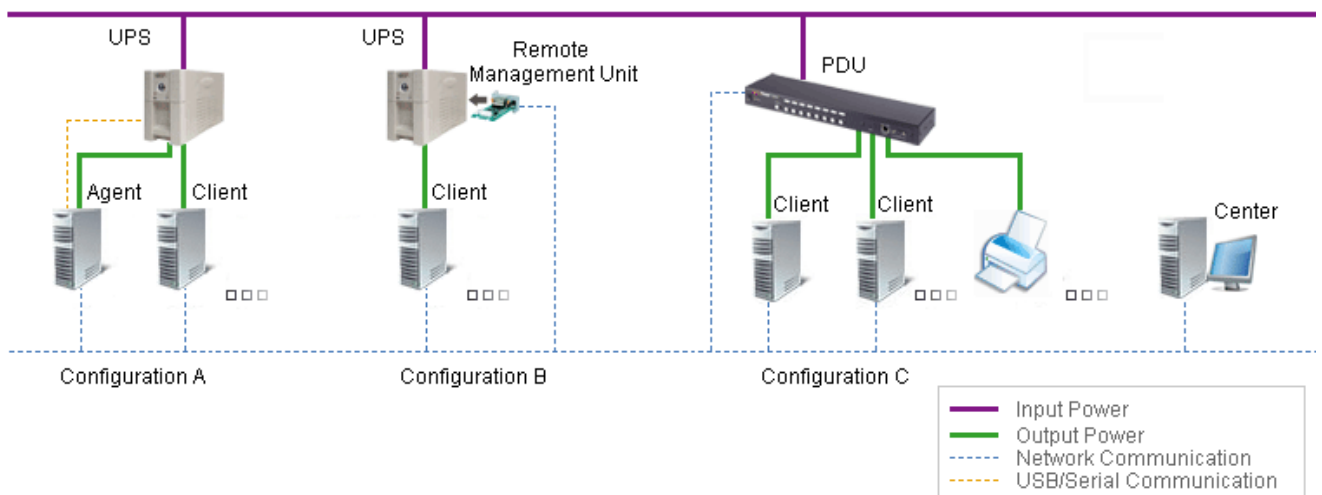 UPS
UPS
Remote
Management Unit
PDU
Agent
Client
Client
Client
Client
Center
Configuration A
Configuration B
Configuration C
Input Power
Output Power
Network Communication
USB/Serial Communication